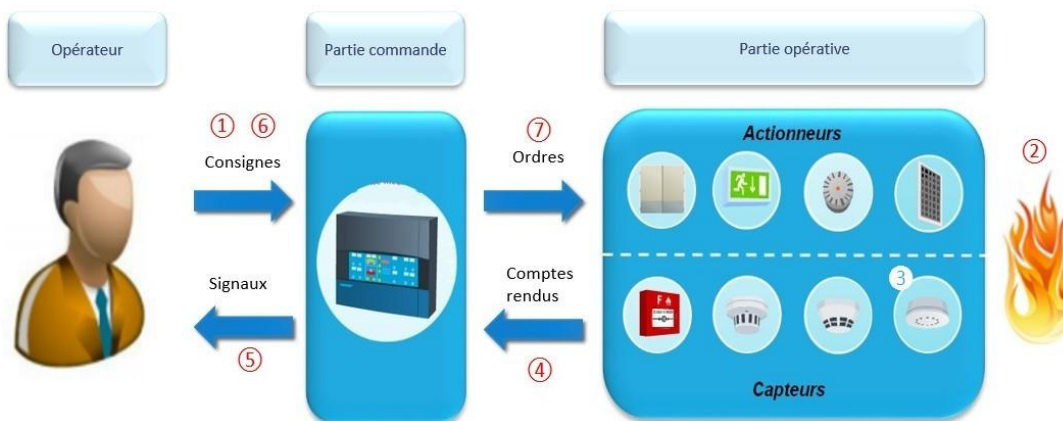 Opérateur
Partie commande
Partie opérative
① ⑥
Consignes
⑦
Ordres
Actionneurs
②
Signaux
⑤
Comptes
rendus
④
F
③
Capteurs